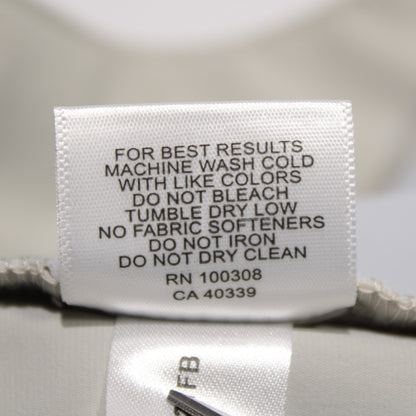 FOR BEST RESULTS
MACHINE WASH COLD
WITH LIKE COLORS
DO NOT BLEACH
TUMBLE DRY LOW
NO FABRIC SOFTENERS
DO NOT IRON
DO NOT DRY CLEAN
RN 100308
CA 40339
FB